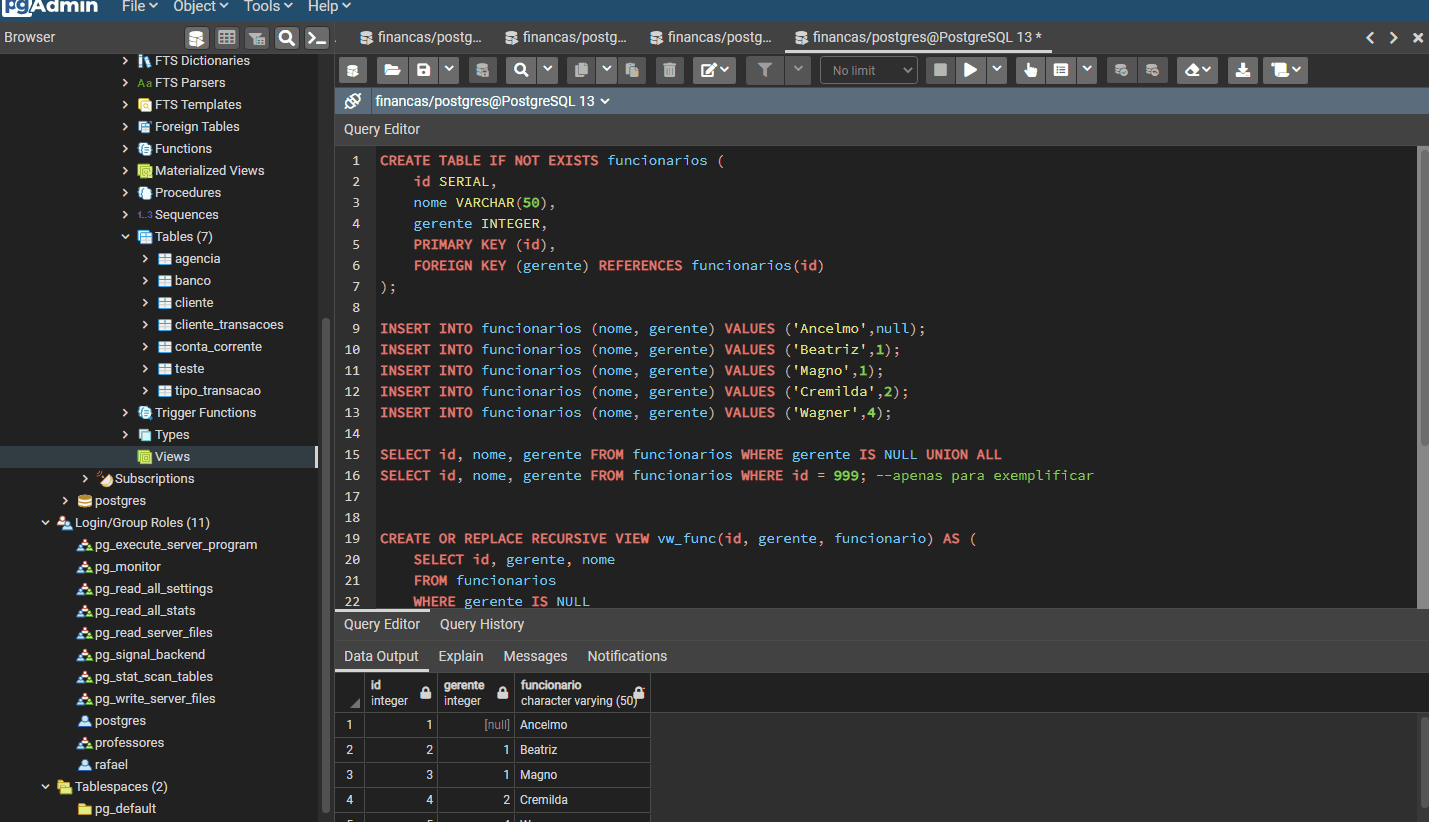 pgAdmin File Object Tools Help
Browser
financas/postg...
financas/postg...
financas/postg...
financas/postgres@PostgreSQL 13 *
No limit
financas/postgres@PostgreSQL 13
Query Editor
FTS Dictionaries
Aa FTS Parsers
FTS Templates
Foreign Tables
Functions
Materialized Views
Procedures
1..3 Sequences
Tables (7)
agencia
banco
cliente
cliente_transacoes
conta_corrente
teste
tipo_transacao
Trigger Functions
Types
Views
Subscriptions
postgres
Login/Group Roles (11)
pg_execute_server_program
pg_monitor
pg_read_all_settings
pg_read_all_stats
pg_read_server_files
pg_signal_backend
pg_stat_scan_tables
pg_write_server_files
postgres
professores
rafael
Tablespaces (2)
pg_default
1 CREATE TABLE IF NOT EXISTS funcionarios (
2 id SERIAL,
3 nome VARCHAR(50),
4 gerente INTEGER,
5 PRIMARY KEY (id),
6 FOREIGN KEY (gerente) REFERENCES funcionarios(id)
7 );
8
9 INSERT INTO funcionarios (nome, gerente) VALUES ('Ancelmo',null);
10 INSERT INTO funcionarios (nome, gerente) VALUES ('Beatriz',1);
11 INSERT INTO funcionarios (nome, gerente) VALUES ('Magno',1);
12 INSERT INTO funcionarios (nome, gerente) VALUES ('Cremilda',2);
13 INSERT INTO funcionarios (nome, gerente) VALUES ('Wagner',4);
14
15 SELECT id, nome, gerente FROM funcionarios WHERE gerente IS NULL UNION ALL
16 SELECT id, nome, gerente FROM funcionarios WHERE id = 999; --apenas para exemplificar
17
18
19 CREATE OR REPLACE RECURSIVE VIEW vw_func(id, gerente, funcionario) AS (
20 SELECT id, gerente, nome
21 FROM funcionarios
22 WHERE gerente IS NULL
Query Editor Query History
Data Output Explain Messages Notifications
id gerente funcionario
integer integer character varying (50)
1 1 [null] Ancelmo
2 2 1 Beatriz
3 3 1 Magno
4 4 2 Cremilda